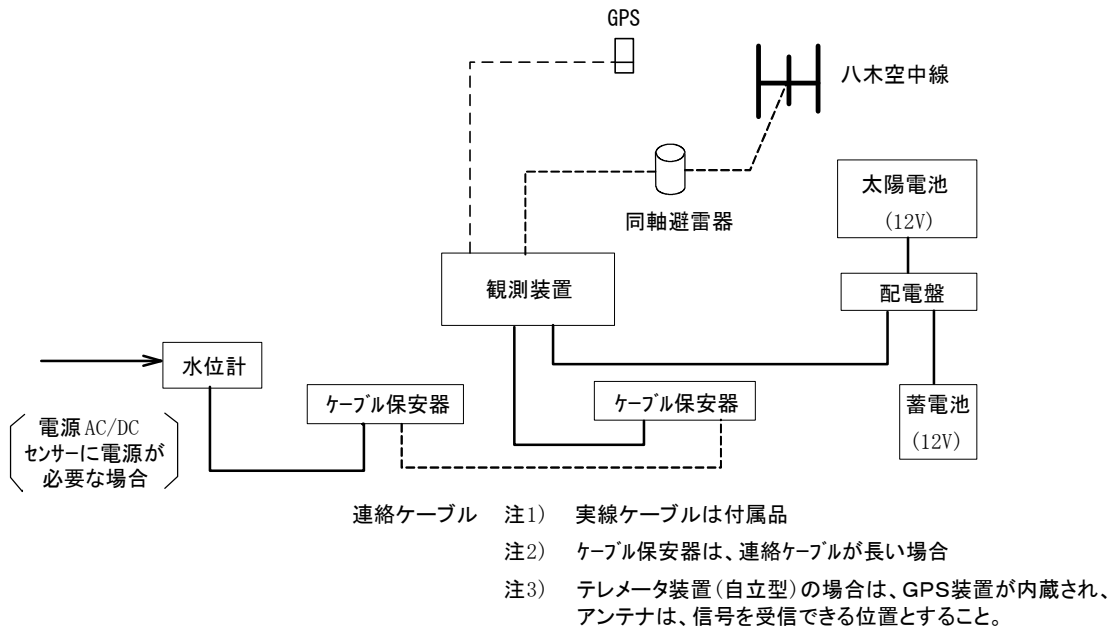 GPS
八木空中線
同軸避雷器
太陽電池
(12V)
観測装置
配電盤
水位計
ケーブル保安器
ケーブル保安器
蓄電池
(12V)
電源 AC/DC
センサーに電源が
必要な場合
連絡ケーブル 注1) 実線ケーブルは付属品
注2) ケーブル保安器は、連絡ケーブルが長い場合
注3) テレメータ装置(自立型)の場合は、GPS装置が内蔵され、
アンテナは、信号を受信できる位置とすること。